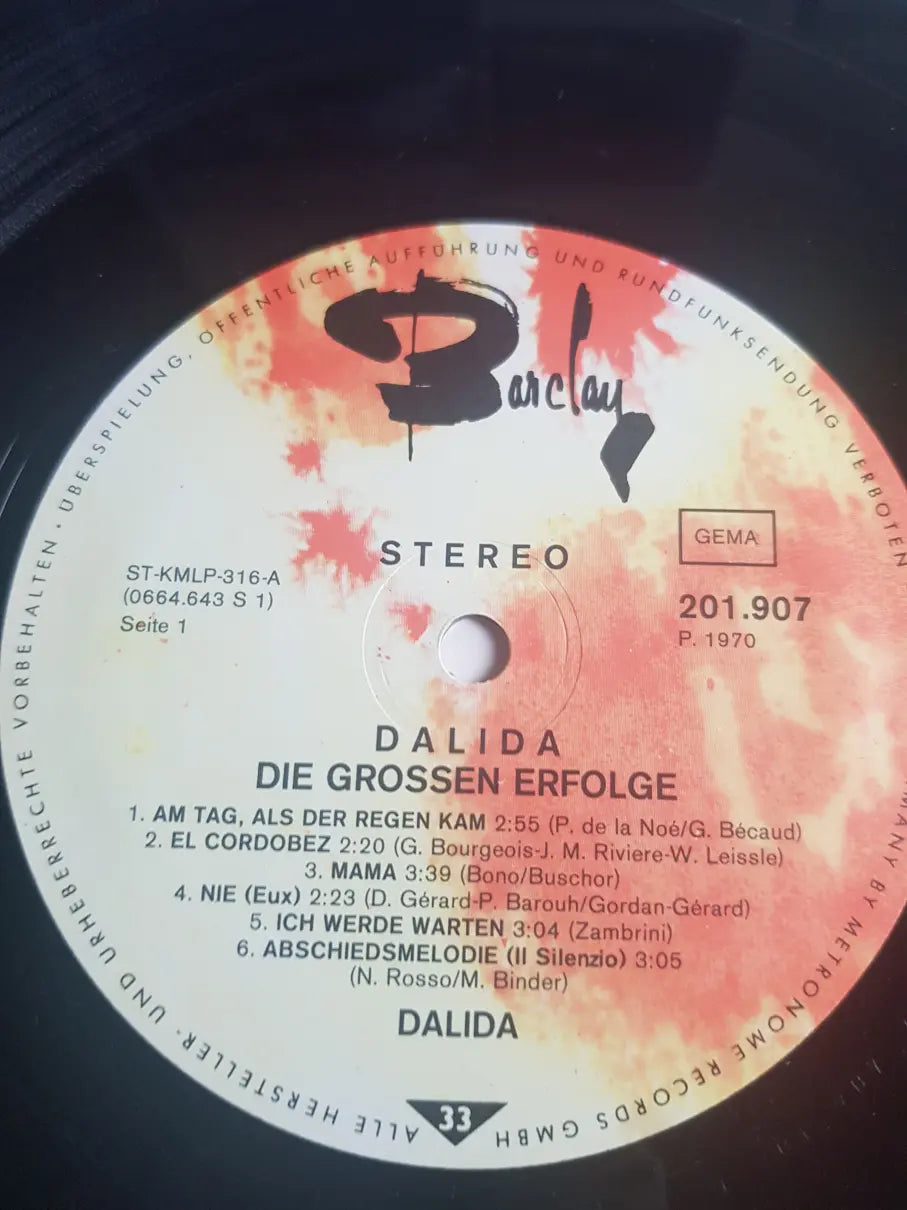 ÜBERSPIELUNG, ÖFFENTLICHE AUFFÜHRUNG UND RUNDFUNKSENDUNG VERBOTEN
Barclay
STEREO
GEMA
ST-KMLP-316-A
(0664.643 S 1)
Seite 1
201.907
P. 1970
DALIDA
DIE GROSSEN ERFOLGE
1. AM TAG, ALS DER REGEN KAM 2:55 (P. de la Noé/G. Bécaud)
2. EL CORDOBEZ 2:20 (G. Bourgeois-J. M. Riviere-W. Leissle)
3. MAMA 3:39 (Bono/Buschor)
4. NIE (Eux) 2:23 (D. Gérard-P. Barouh/Gordan-Gérard)
5. ICH WERDE WARTEN 3:04 (Zambrini)
6. ABSCHIEDSMELODIE (Il Silenzio) 3:05
(N. Rosso/M. Binder)
DALIDA
33
ALLE HERSTELLER- UND URHEBERRECHTE VORBEHALTEN ·
BY METRONOME RECORDS GMBH